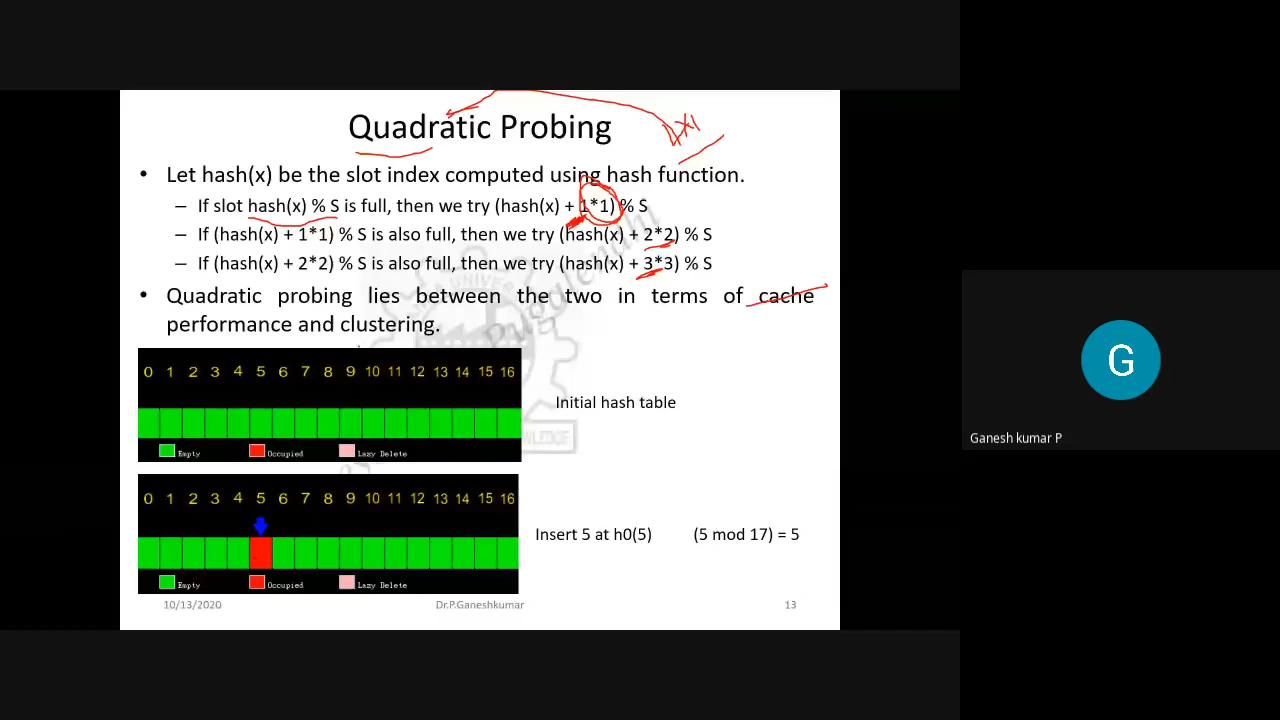 Quadratic Probing
• Let hash(x) be the slot index computed using hash function.
– If slot hash(x) % S is full, then we try (hash(x) + 1*1) % S
– If (hash(x) + 1*1) % S is also full, then we try (hash(x) + 2*2) % S
– If (hash(x) + 2*2) % S is also full, then we try (hash(x) + 3*3) % S
• Quadratic probing lies between the two in terms of cache
performance and clustering.
0 1 2 3 4 5 6 7 8 9 10 11 12 13 14 15 16
Initial hash table
Empty Occupied Lazy Delete
0 1 2 3 4 5 6 7 8 9 10 11 12 13 14 15 16
Insert 5 at h0(5) (5 mod 17) = 5
Empty Occupied Lazy Delete
10/13/2020 Dr.P.Ganeshkumar 13
G
Ganesh kumar P